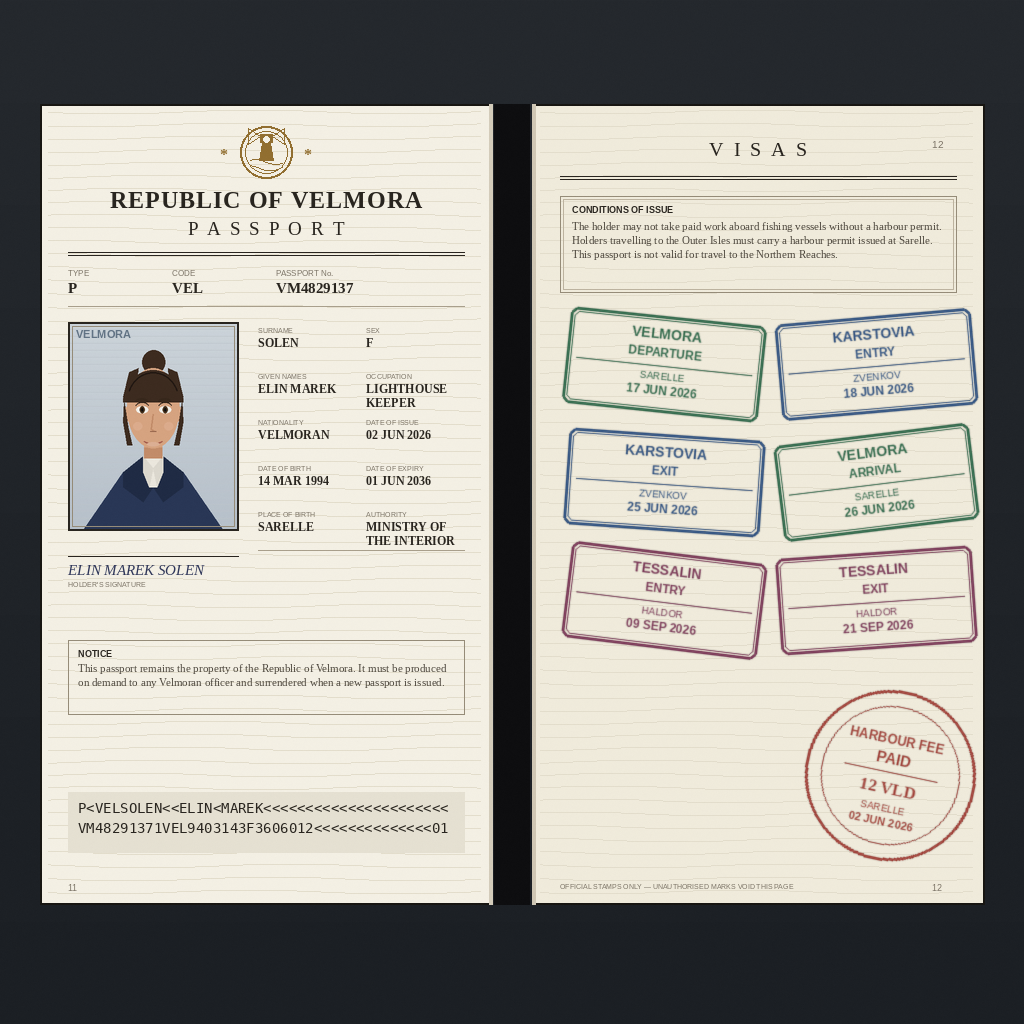 REPUBLIC OF VELMORA
PASSPORT
TYPE
P
CODE
VEL
PASSPORT No.
VM4829137
VELMORA
SURNAME
SOLEN
SEX
F
GIVEN NAMES
ELIN MAREK
OCCUPATION
LIGHTHOUSE
KEEPER
NATIONALITY
VELMORAN
DATE OF ISSUE
02 JUN 2026
DATE OF BIRTH
14 MAR 1994
DATE OF EXPIRY
01 JUN 2036
PLACE OF BIRTH
SARELLE
AUTHORITY
MINISTRY OF
THE INTERIOR
ELIN MAREK SOLEN
HOLDER'S SIGNATURE
NOTICE
This passport remains the property of the Republic of Velmora. It must be produced
on demand to any Velmoran officer and surrendered when a new passport is issued.
P<VELSOLEN<<ELIN<MAREK<<<<<<<<<<<<<<<<<<<<<<
VM48291371VEL9403143F3606012<<<<<<<<<<<<<<01
11
VISAS
12
CONDITIONS OF ISSUE
The holder may not take paid work aboard fishing vessels without a harbour permit.
Holders travelling to the Outer Isles must carry a harbour permit issued at Sarelle.
This passport is not valid for travel to the Northern Reaches.
VELMORA
DEPARTURE
SARELLE
17 JUN 2026
KARSTOVIA
ENTRY
ZVENKOV
18 JUN 2026
KARSTOVIA
EXIT
ZVENKOV
25 JUN 2026
VELMORA
ARRIVAL
SARELLE
26 JUN 2026
TESSALIN
ENTRY
HALDOR
09 SEP 2026
TESSALIN
EXIT
HALDOR
21 SEP 2026
HARBOUR FEE
PAID
12 VLD
SARELLE
02 JUN 2026
OFFICIAL STAMPS ONLY — UNAUTHORISED MARKS VOID THIS PAGE
12